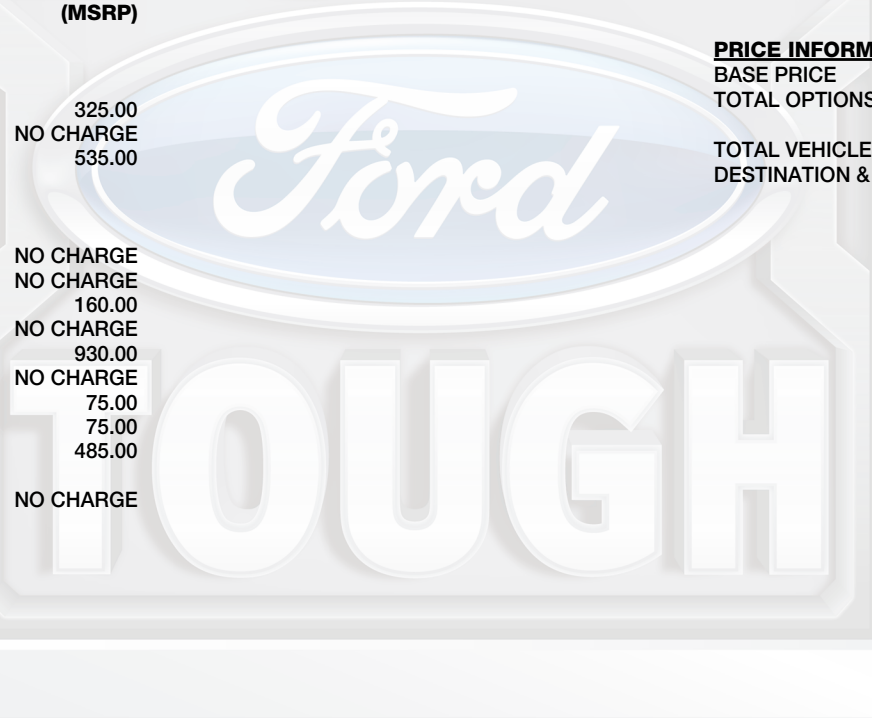 (MSRP)
325.00
NO CHARGE
535.00
NO CHARGE
NO CHARGE
160.00
NO CHARGE
930.00
NO CHARGE
75.00
75.00
485.00
NO CHARGE
PRICE INFORM
BASE PRICE
TOTAL OPTIONS
TOTAL VEHICLE
DESTINATION &
Ford
TOUGH